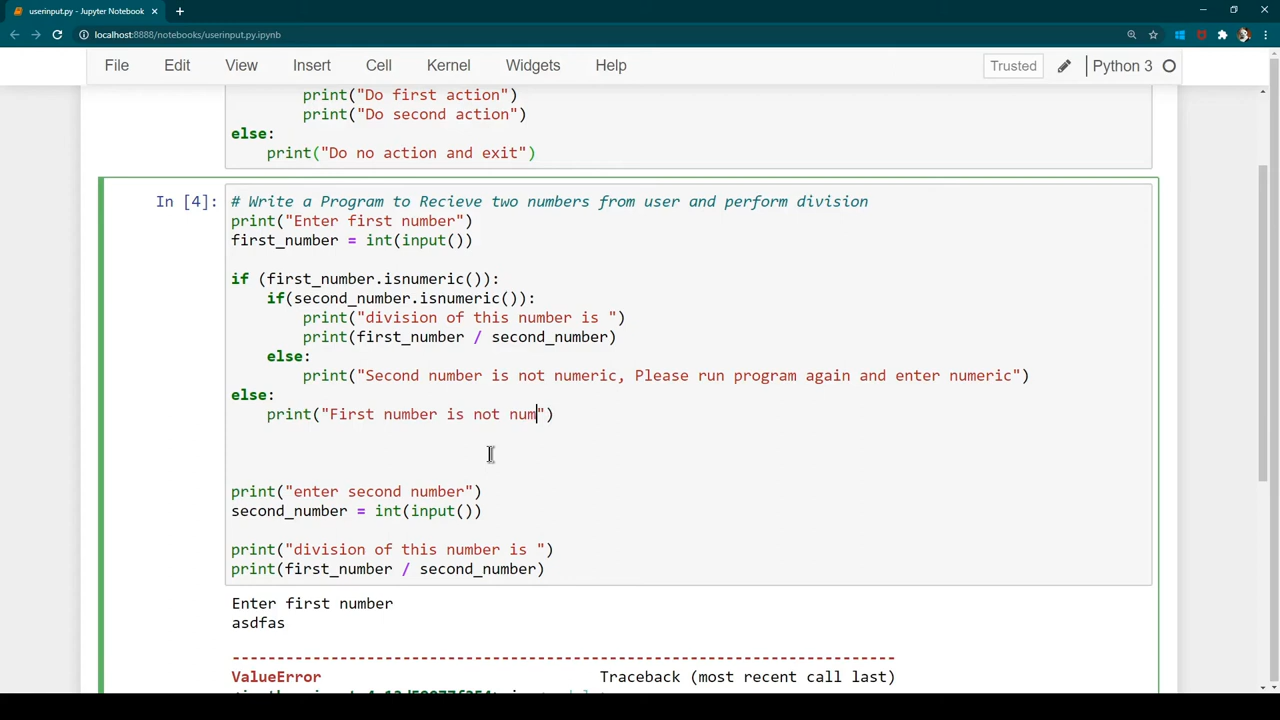 userinput.py - Jupyter Notebook
localhost:8888/notebooks/userinput.py.ipynb
File Edit View Insert Cell Kernel Widgets Help Trusted Python 3
print("Do first action")
print("Do second action")
else:
print("Do no action and exit")
In [4]:
# Write a Program to Recieve two numbers from user and perform division
print("Enter first number")
first_number = int(input())
if (first_number.isnumeric()):
if(second_number.isnumeric()):
print("division of this number is ")
print(first_number / second_number)
else:
print("Second number is not numeric, Please run program again and enter numeric")
else:
print("First number is not num")
print("enter second number")
second_number = int(input())
print("division of this number is ")
print(first_number / second_number)
Enter first number
asdfas
---------------------------------------------------------------------------
ValueError Traceback (most recent call last)